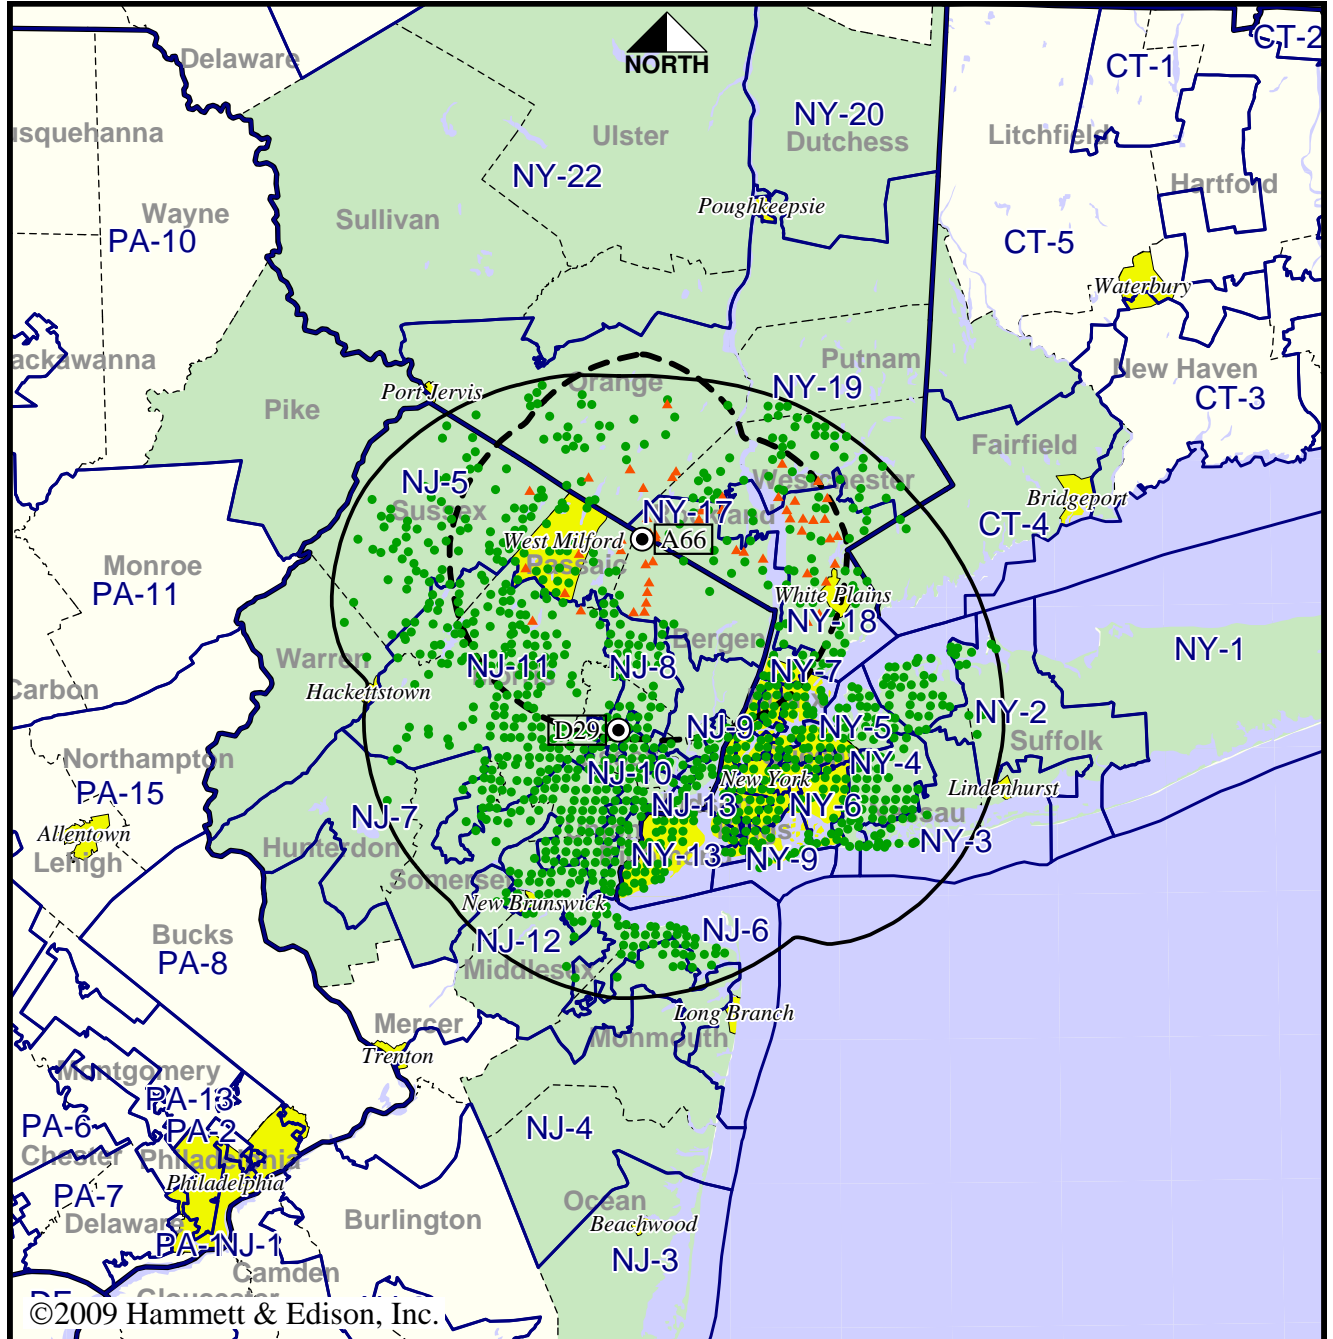 NORTH
Delaware
CT-2
CT-1
NY-20
Dutchess
Ulster
Litchfield
usquehanna
NY-22
Hartford
Wayne
PA-10
Sullivan
Poughkeepsie
CT-5
Waterbury
ackawanna
Putnam
New Haven
CT-3
Port Jervis
Orange
NY-19
Pike
Fairfield
NJ-5
Sussex
Westchester
Bridgeport
CT-4
NY-17
West Milford
A66
Passaic
Monroe
PA-11
White Plains
NY-18
Bergen
NY-1
Warren
NJ-11
NJ-8
NY-7
Carbon
Hackettstown
Morris
NY-2
D29
NJ-9
NY-5
Suffolk
Northampton
NJ-10
New York
NY-4
PA-15
Lindenhurst
NJ-13
NY-6
Allentown
Lehigh
NJ-7
Hunterdon
NY-13
NY-9
NY-3
Somerset
New Brunswick
Bucks
PA-8
NJ-12
NJ-6
Middlesex
Mercer
Long Branch
Monmouth
Trenton
Montgomery
PA-13
PA-6
PA-2
NJ-4
Chester
Philadelphia
Philadelphia
PA-7
Delaware
Burlington
Ocean
Beachwood
PA-1
NJ-1
NJ-3
Camden
Gloucester
©2009 Hammett & Edison, Inc.